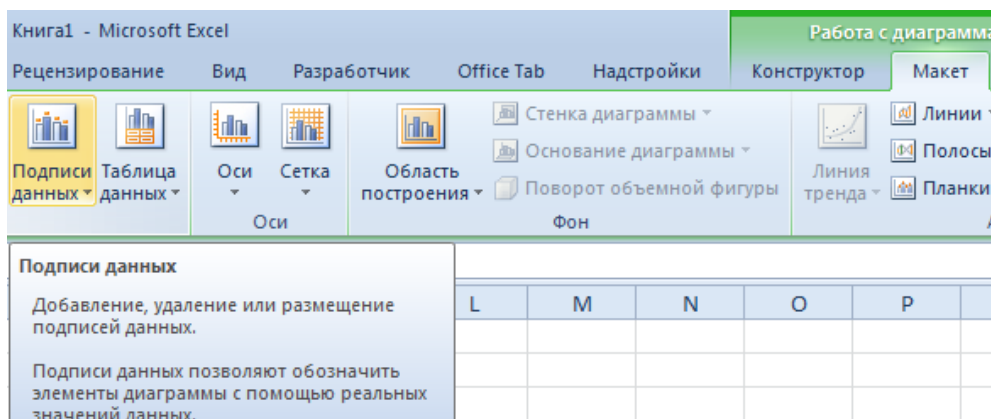 Книга1 - Microsoft Excel
Работа с диаграмма
Рецензирование Вид Разработчик Office Tab Надстройки Конструктор Макет
Подписи данных
Таблица данных
Оси
Сетка
Область построения
Стенка диаграммы
Основание диаграммы
Поворот объемной фигуры
Линия тренда
Линии
Полосы
Планки
Оси
Фон
Подписи данных
Добавление, удаление или размещение
подписей данных.
Подписи данных позволяют обозначить
элементы диаграммы с помощью реальных
значений данных.
L M N O P